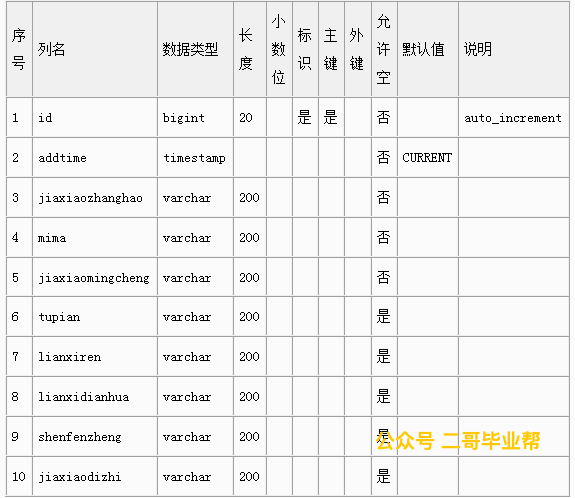 序号 列名 数据类型 长度 小数位 标识 主键 外键 允许空 默认值 说明
1 id bigint 20 是 是 否 auto_increment
2 addtime timestamp 否 CURRENT
3 jiaxiaozhanghao varchar 200 否
4 mima varchar 200 否
5 jiaxiaomingcheng varchar 200 否
6 tupian varchar 200 是
7 lianxiren varchar 200 是
8 lianxidianhua varchar 200 是
9 shenfenzheng varchar 200 是
公众号 二哥毕业帮
10 jiaxiaodizhi varchar 200 是